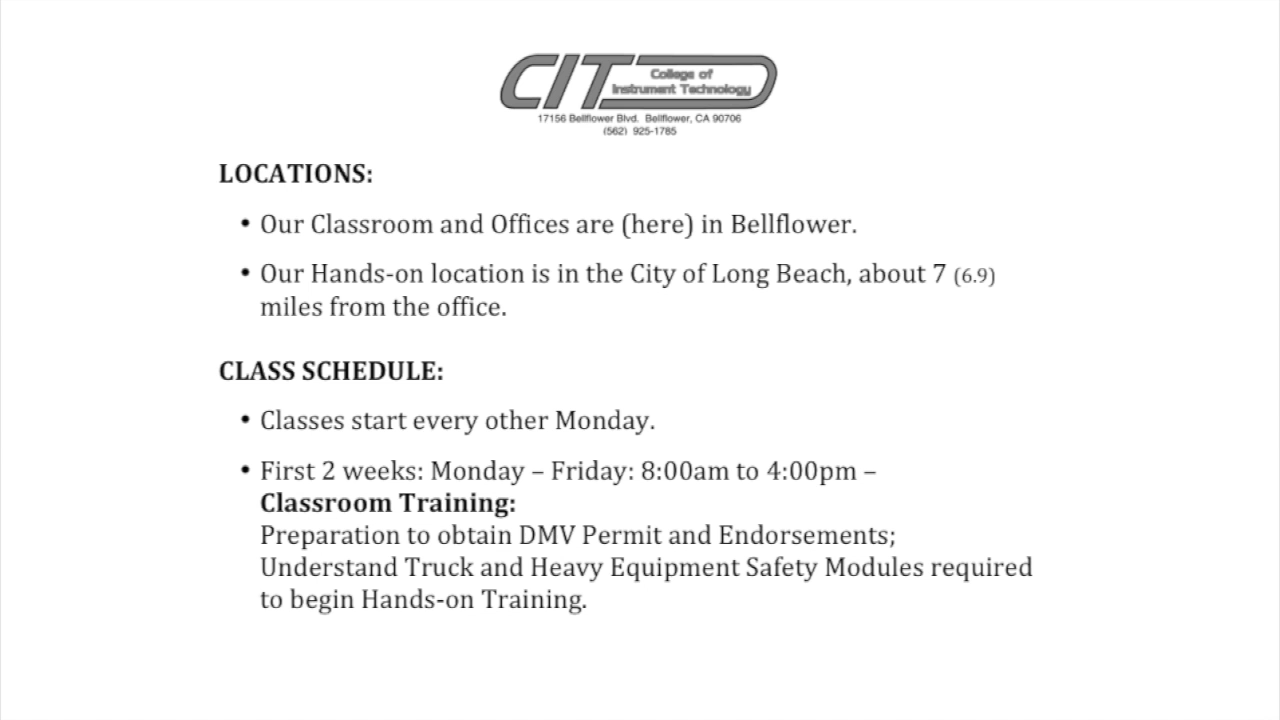 CIT College of
Instrument Technology
17156 Bellflower Blvd. Bellflower, CA 90706
(562) 925-1785
LOCATIONS:
• Our Classroom and Offices are (here) in Bellflower.
• Our Hands-on location is in the City of Long Beach, about 7 (6.9)
miles from the office.
CLASS SCHEDULE:
• Classes start every other Monday.
• First 2 weeks: Monday – Friday: 8:00am to 4:00pm –
Classroom Training:
Preparation to obtain DMV Permit and Endorsements;
Understand Truck and Heavy Equipment Safety Modules required
to begin Hands-on Training.